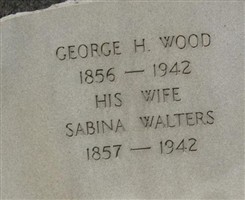 GEORGE H. WOOD
1856 — 1942
HIS WIFE
SABINA WALTERS
1857 — 1942